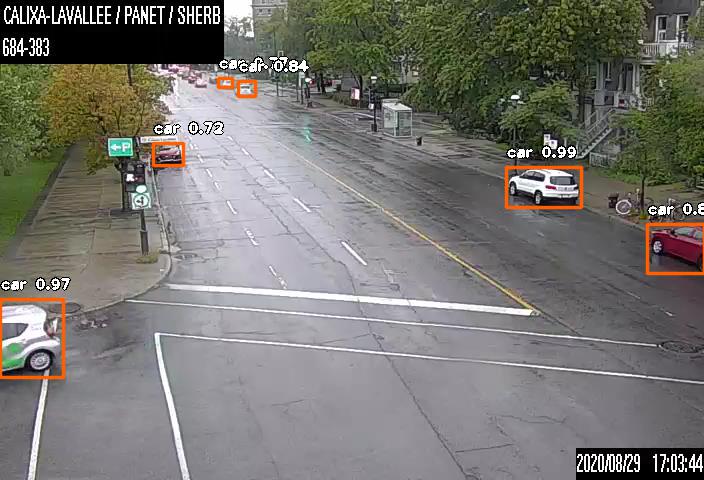 CALIXA-LAVALLEE / PANET / SHERB
684-383
car 0.84
car 0.72
P
car 0.99
car 0.97
2020/08/29 17:03:44